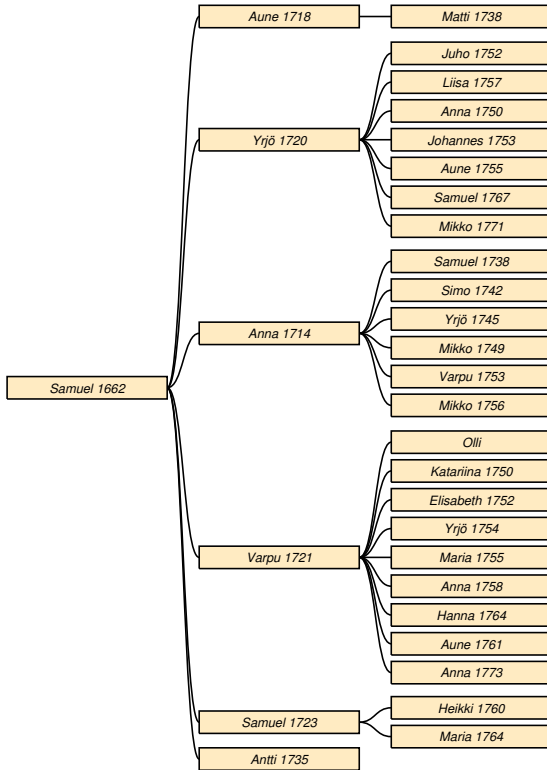 Samuel 1662
Aune 1718
Matti 1738
Yrjö 1720
Juho 1752
Liisa 1757
Anna 1750
Johannes 1753
Aune 1755
Samuel 1767
Mikko 1771
Anna 1714
Samuel 1738
Simo 1742
Yrjö 1745
Mikko 1749
Varpu 1753
Mikko 1756
Varpu 1721
Olli
Katariina 1750
Elisabeth 1752
Yrjö 1754
Maria 1755
Anna 1758
Hanna 1764
Aune 1761
Anna 1773
Samuel 1723
Heikki 1760
Maria 1764
Antti 1735